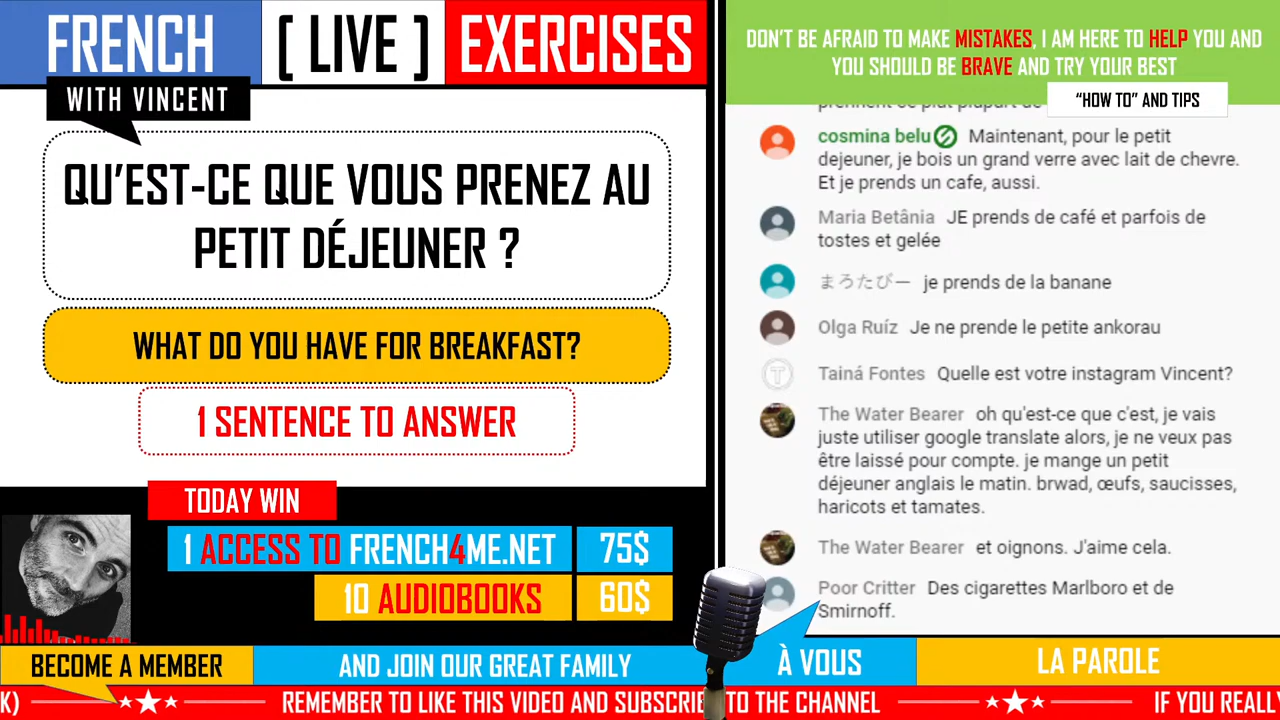 FRENCH [ LIVE ] EXERCISES
WITH VINCENT
QU'EST-CE QUE VOUS PRENEZ AU
PETIT DÉJEUNER ?
WHAT DO YOU HAVE FOR BREAKFAST?
1 SENTENCE TO ANSWER
TODAY WIN
1 ACCESS TO FRENCH4ME.NET 75$
10 AUDIOBOOKS 60$
DON'T BE AFRAID TO MAKE MISTAKES, I AM HERE TO HELP YOU AND
YOU SHOULD BE BRAVE AND TRY YOUR BEST
"HOW TO" AND TIPS
prennent ce plat plupart de
cosmina belu Maintenant, pour le petit
dejeuner, je bois un grand verre avec lait de chevre.
Et je prends un cafe, aussi.
Maria Betânia JE prends de café et parfois de
tostes et gelée
まろたぴー je prends de la banane
Olga Ruíz Je ne prende le petite ankorau
Tainá Fontes Quelle est votre instagram Vincent?
The Water Bearer oh qu'est-ce que c'est, je vais
juste utiliser google translate alors, je ne veux pas
être laissé pour compte. je mange un petit
déjeuner anglais le matin. brwad, œufs, saucisses,
haricots et tamates.
The Water Bearer et oignons. J'aime cela.
Poor Critter Des cigarettes Marlboro et de
Smirnoff.
BECOME A MEMBER AND JOIN OUR GREAT FAMILY À VOUS LA PAROLE
K) REMEMBER TO LIKE THIS VIDEO AND SUBSCRIBE TO THE CHANNEL IF YOU REALLY